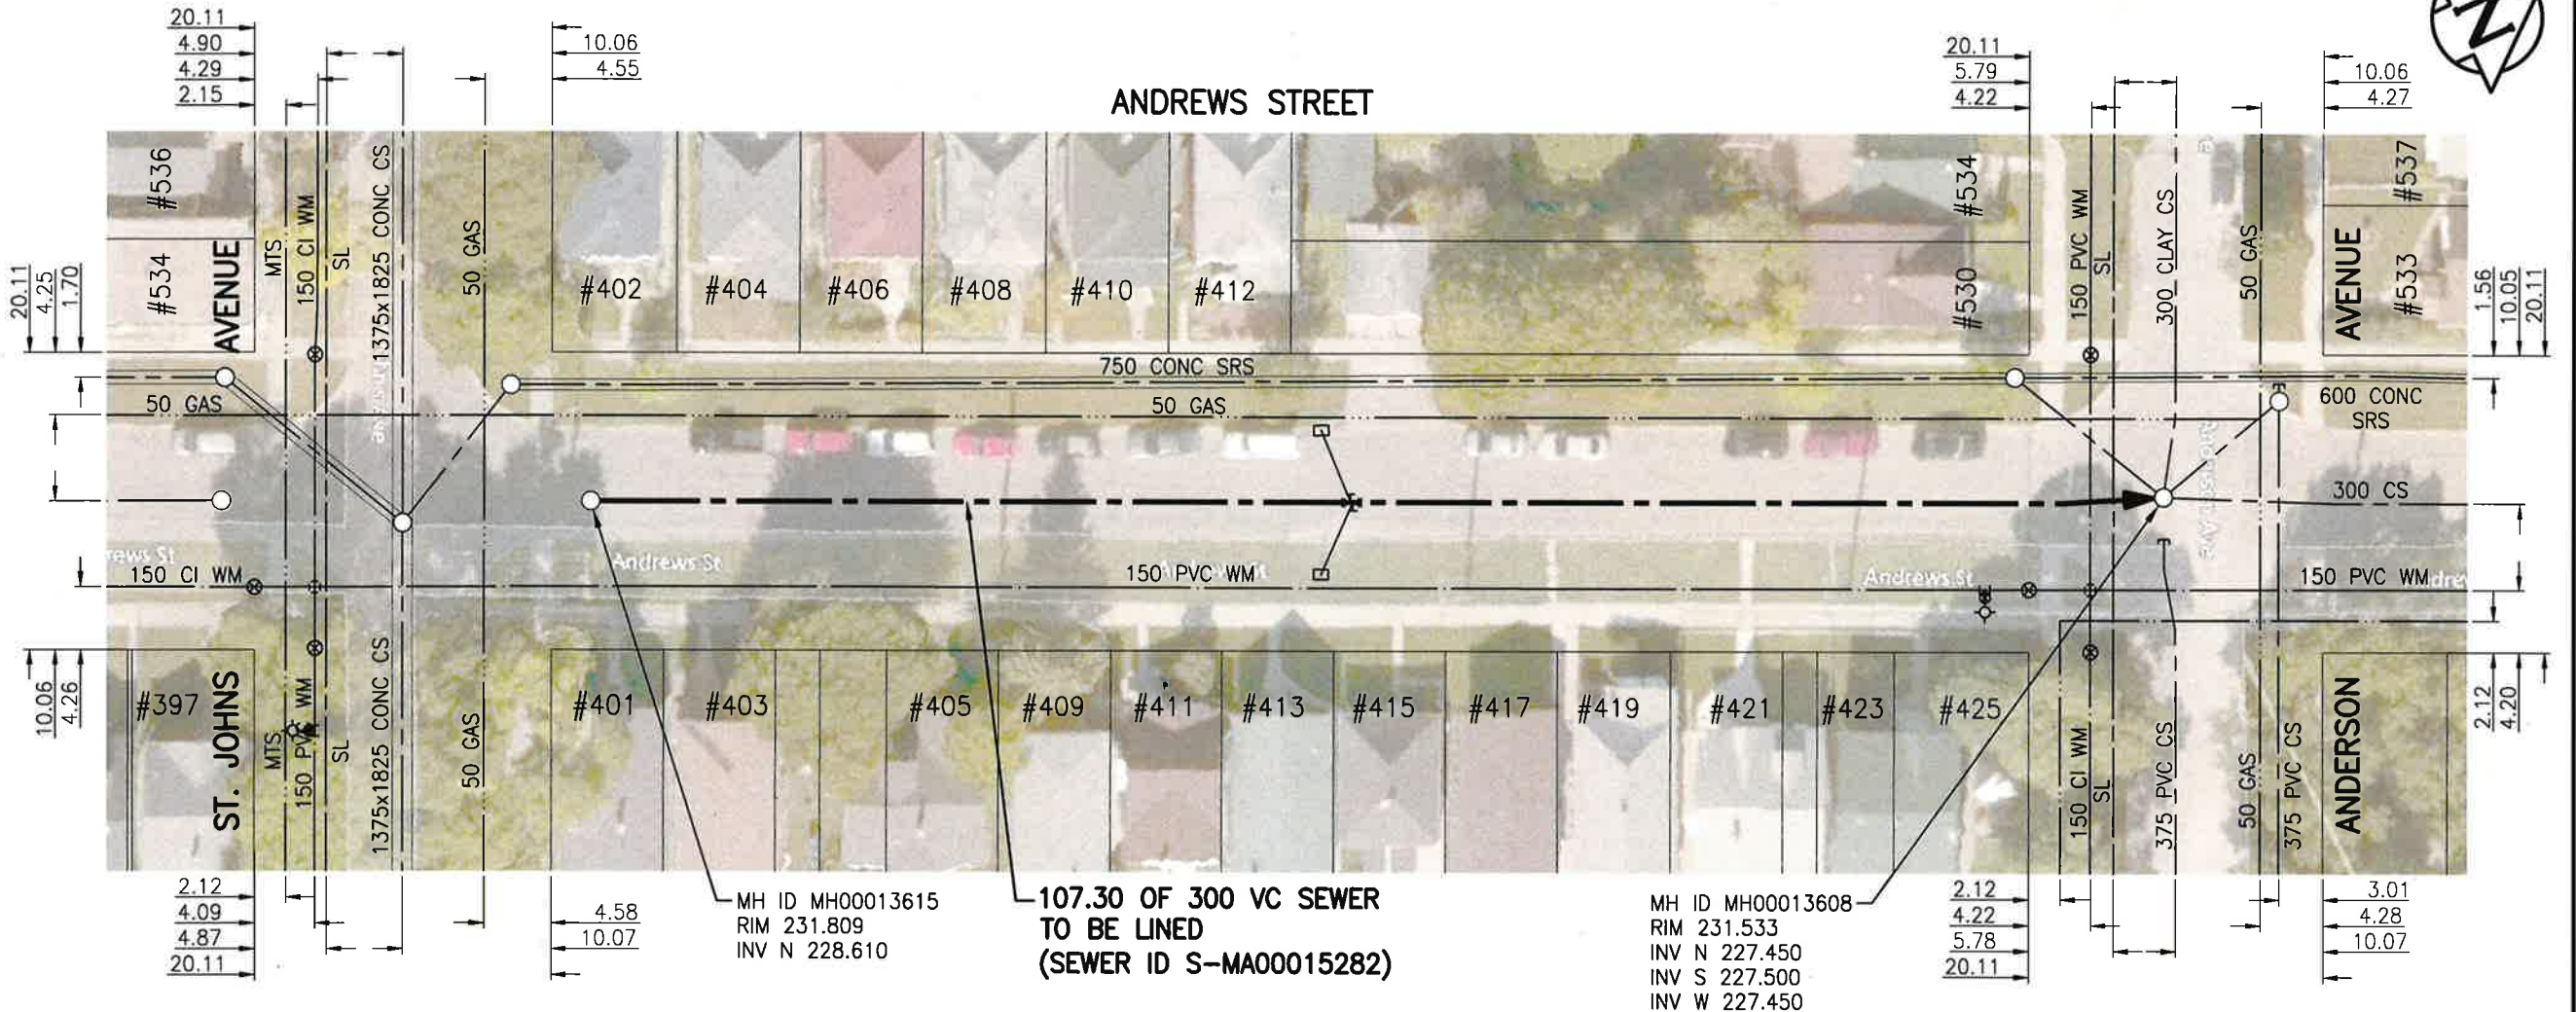 20.11
4.90
4.29
2.15
10.06
4.55
ANDREWS STREET
20.11
5.79
4.22
10.06
4.27
Z
#536
#534
AVENUE
MTS
150 CI WM
SL
1375x1825 CONC CS
50 GAS
#402
#404
#406
#408
#410
#412
#534
#530
150 PVC WM
SL
300 CLAY CS
50 GAS
AVENUE
#537
#533
20.11
4.25
1.70
1.56
10.05
20.11
750 CONC SRS
50 GAS
50 GAS
600 CONC
SRS
300 CS
Anderson Ave
rews St
Andrews St
Andrews St
150 CI WM
150 PVC WM
150 PVC WM
10.06
4.26
2.12
4.20
#397
ST. JOHNS
MTS
150 PVC WM
SL
1375x1825 CONC CS
50 GAS
#401
#403
#405
#409
#411
#413
#415
#417
#419
#421
#423
#425
150 CI WM
SL
375 PVC CS
50 GAS
375 PVC CS
ANDERSON
2.12
4.09
4.87
20.11
4.58
10.07
MH ID MH00013615
RIM 231.809
INV N 228.610
107.30 OF 300 VC SEWER
TO BE LINED
(SEWER ID S-MA00015282)
MH ID MH00013608
RIM 231.533
INV N 227.450
INV S 227.500
INV W 227.450
2.12
4.22
5.78
20.11
3.01
4.28
10.07